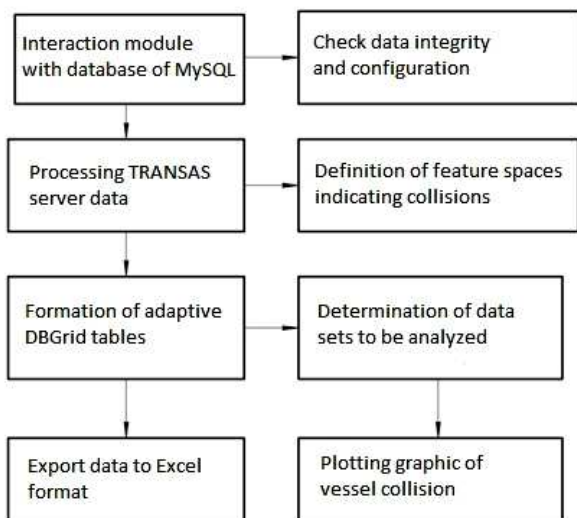 Interaction module
with database of MySQL
Check data integrity
and configuration
Processing TRANSAS
server data
Definition of feature spaces
indicating collisions
Formation of adaptive
DBGrid tables
Determination of data
sets to be analyzed
Export data to Excel
format
Plotting graphic of
vessel collision